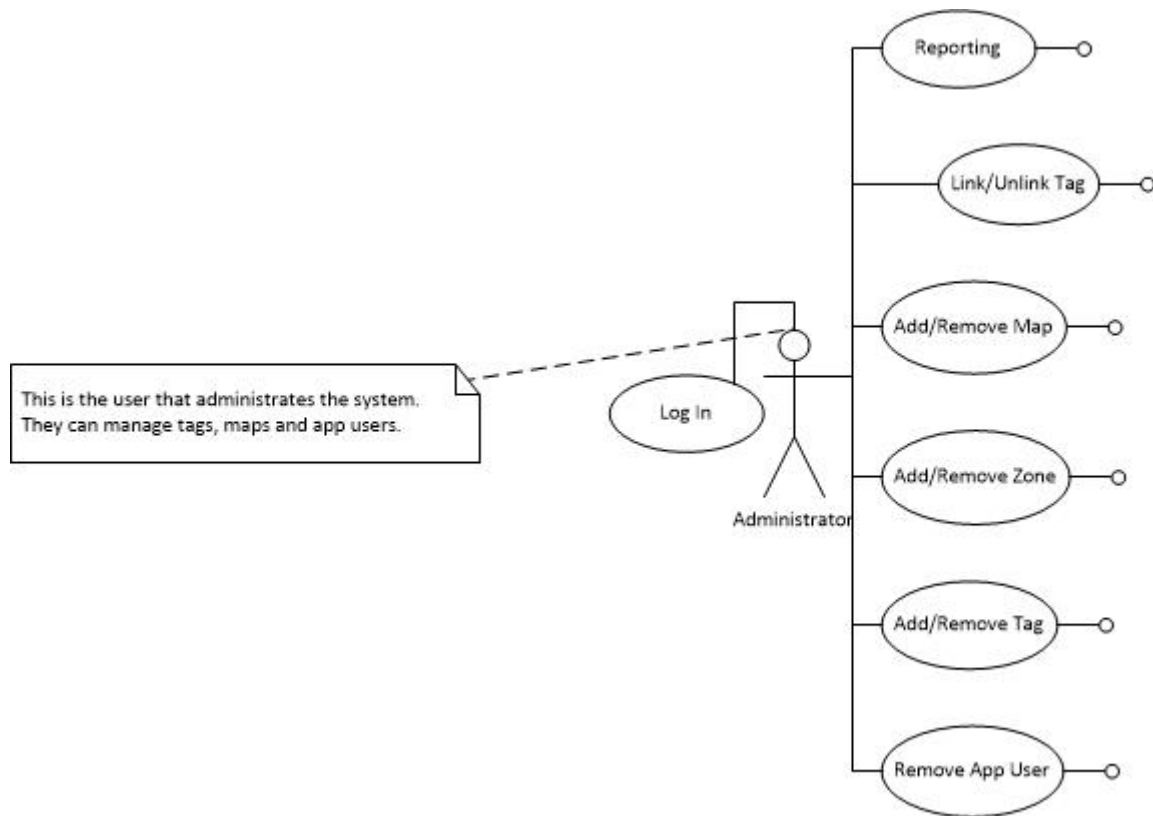 Reporting
Link/Unlink Tag
Add/Remove Map
This is the user that administrates the system.
They can manage tags, maps and app users.
Log In
Add/Remove Zone
Administrator
Add/Remove Tag
Remove App User